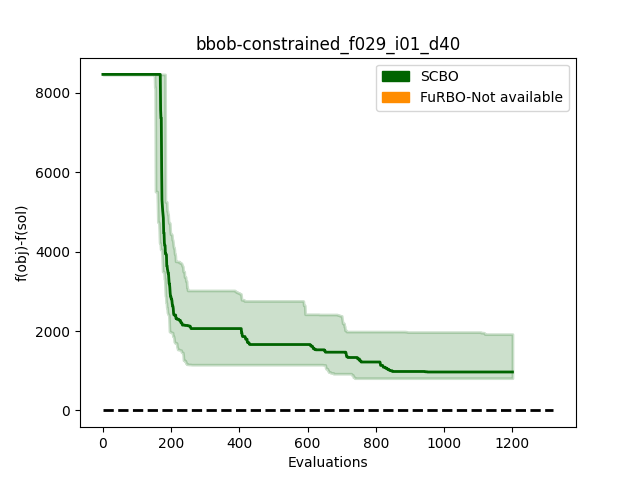 bbob-constrained_f029_i01_d40
SCBO
FuRBO-Not available
f(obj)-f(sol)
8000
6000
4000
2000
0
0 200 400 600 800 1000 1200
Evaluations